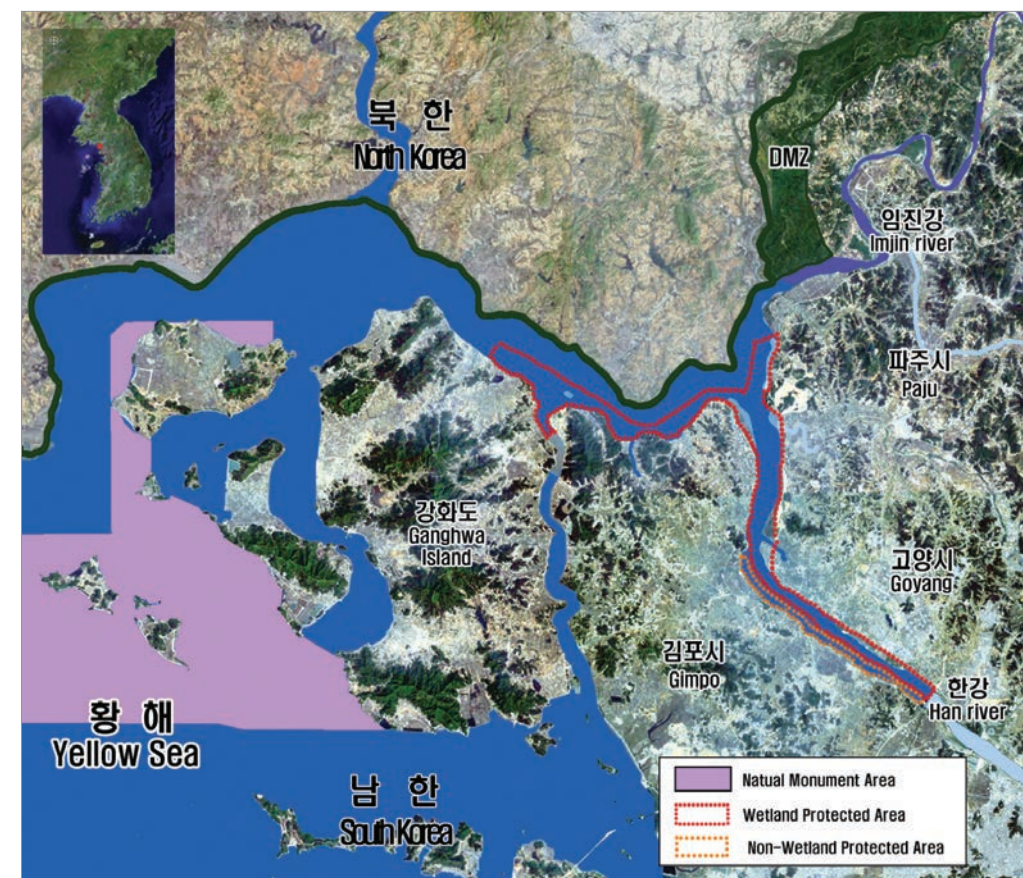 북 한
North Korea
DMZ
임진강
Imjin river
파주시
Paju
강화도
Ganghwa
Island
고양시
Goyang
김포시
Gimpo
한강
Han river
황 해
Yellow Sea
남 한
South Korea
Natual Monument Area
Wetland Protected Area
Non-Wetland Protected Area